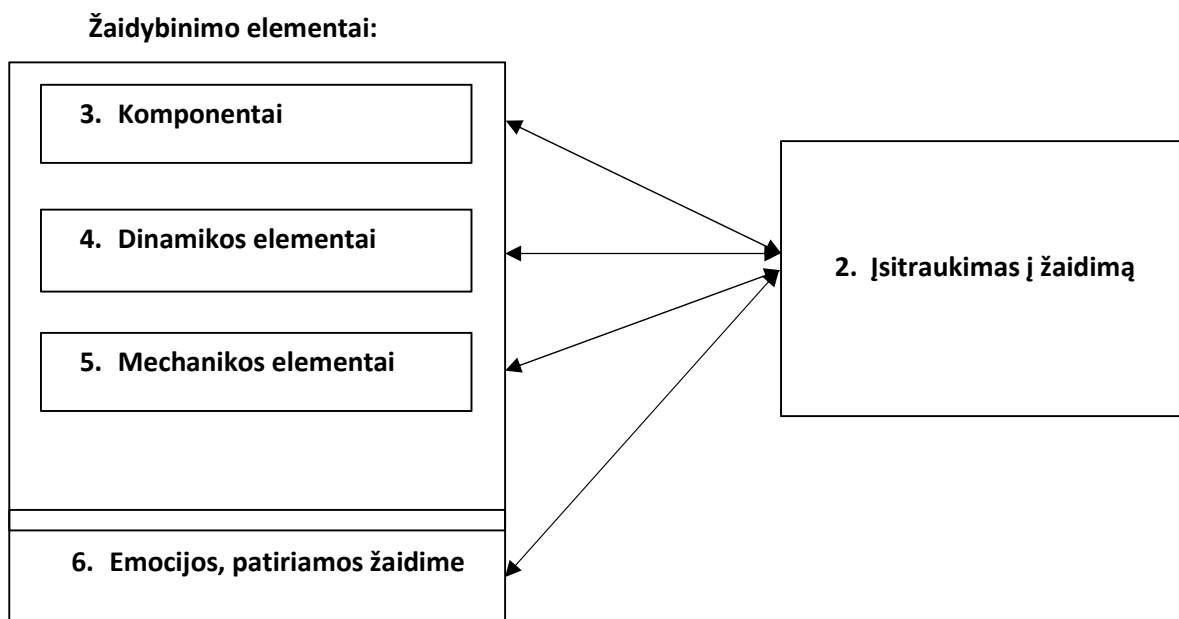 Žaidybinimo elementai:
3. Komponentai
4. Dinamikos elementai
2. Įsitraukimas į žaidimą
5. Mechanikos elementai
6. Emocijos, patiriamos žaidime